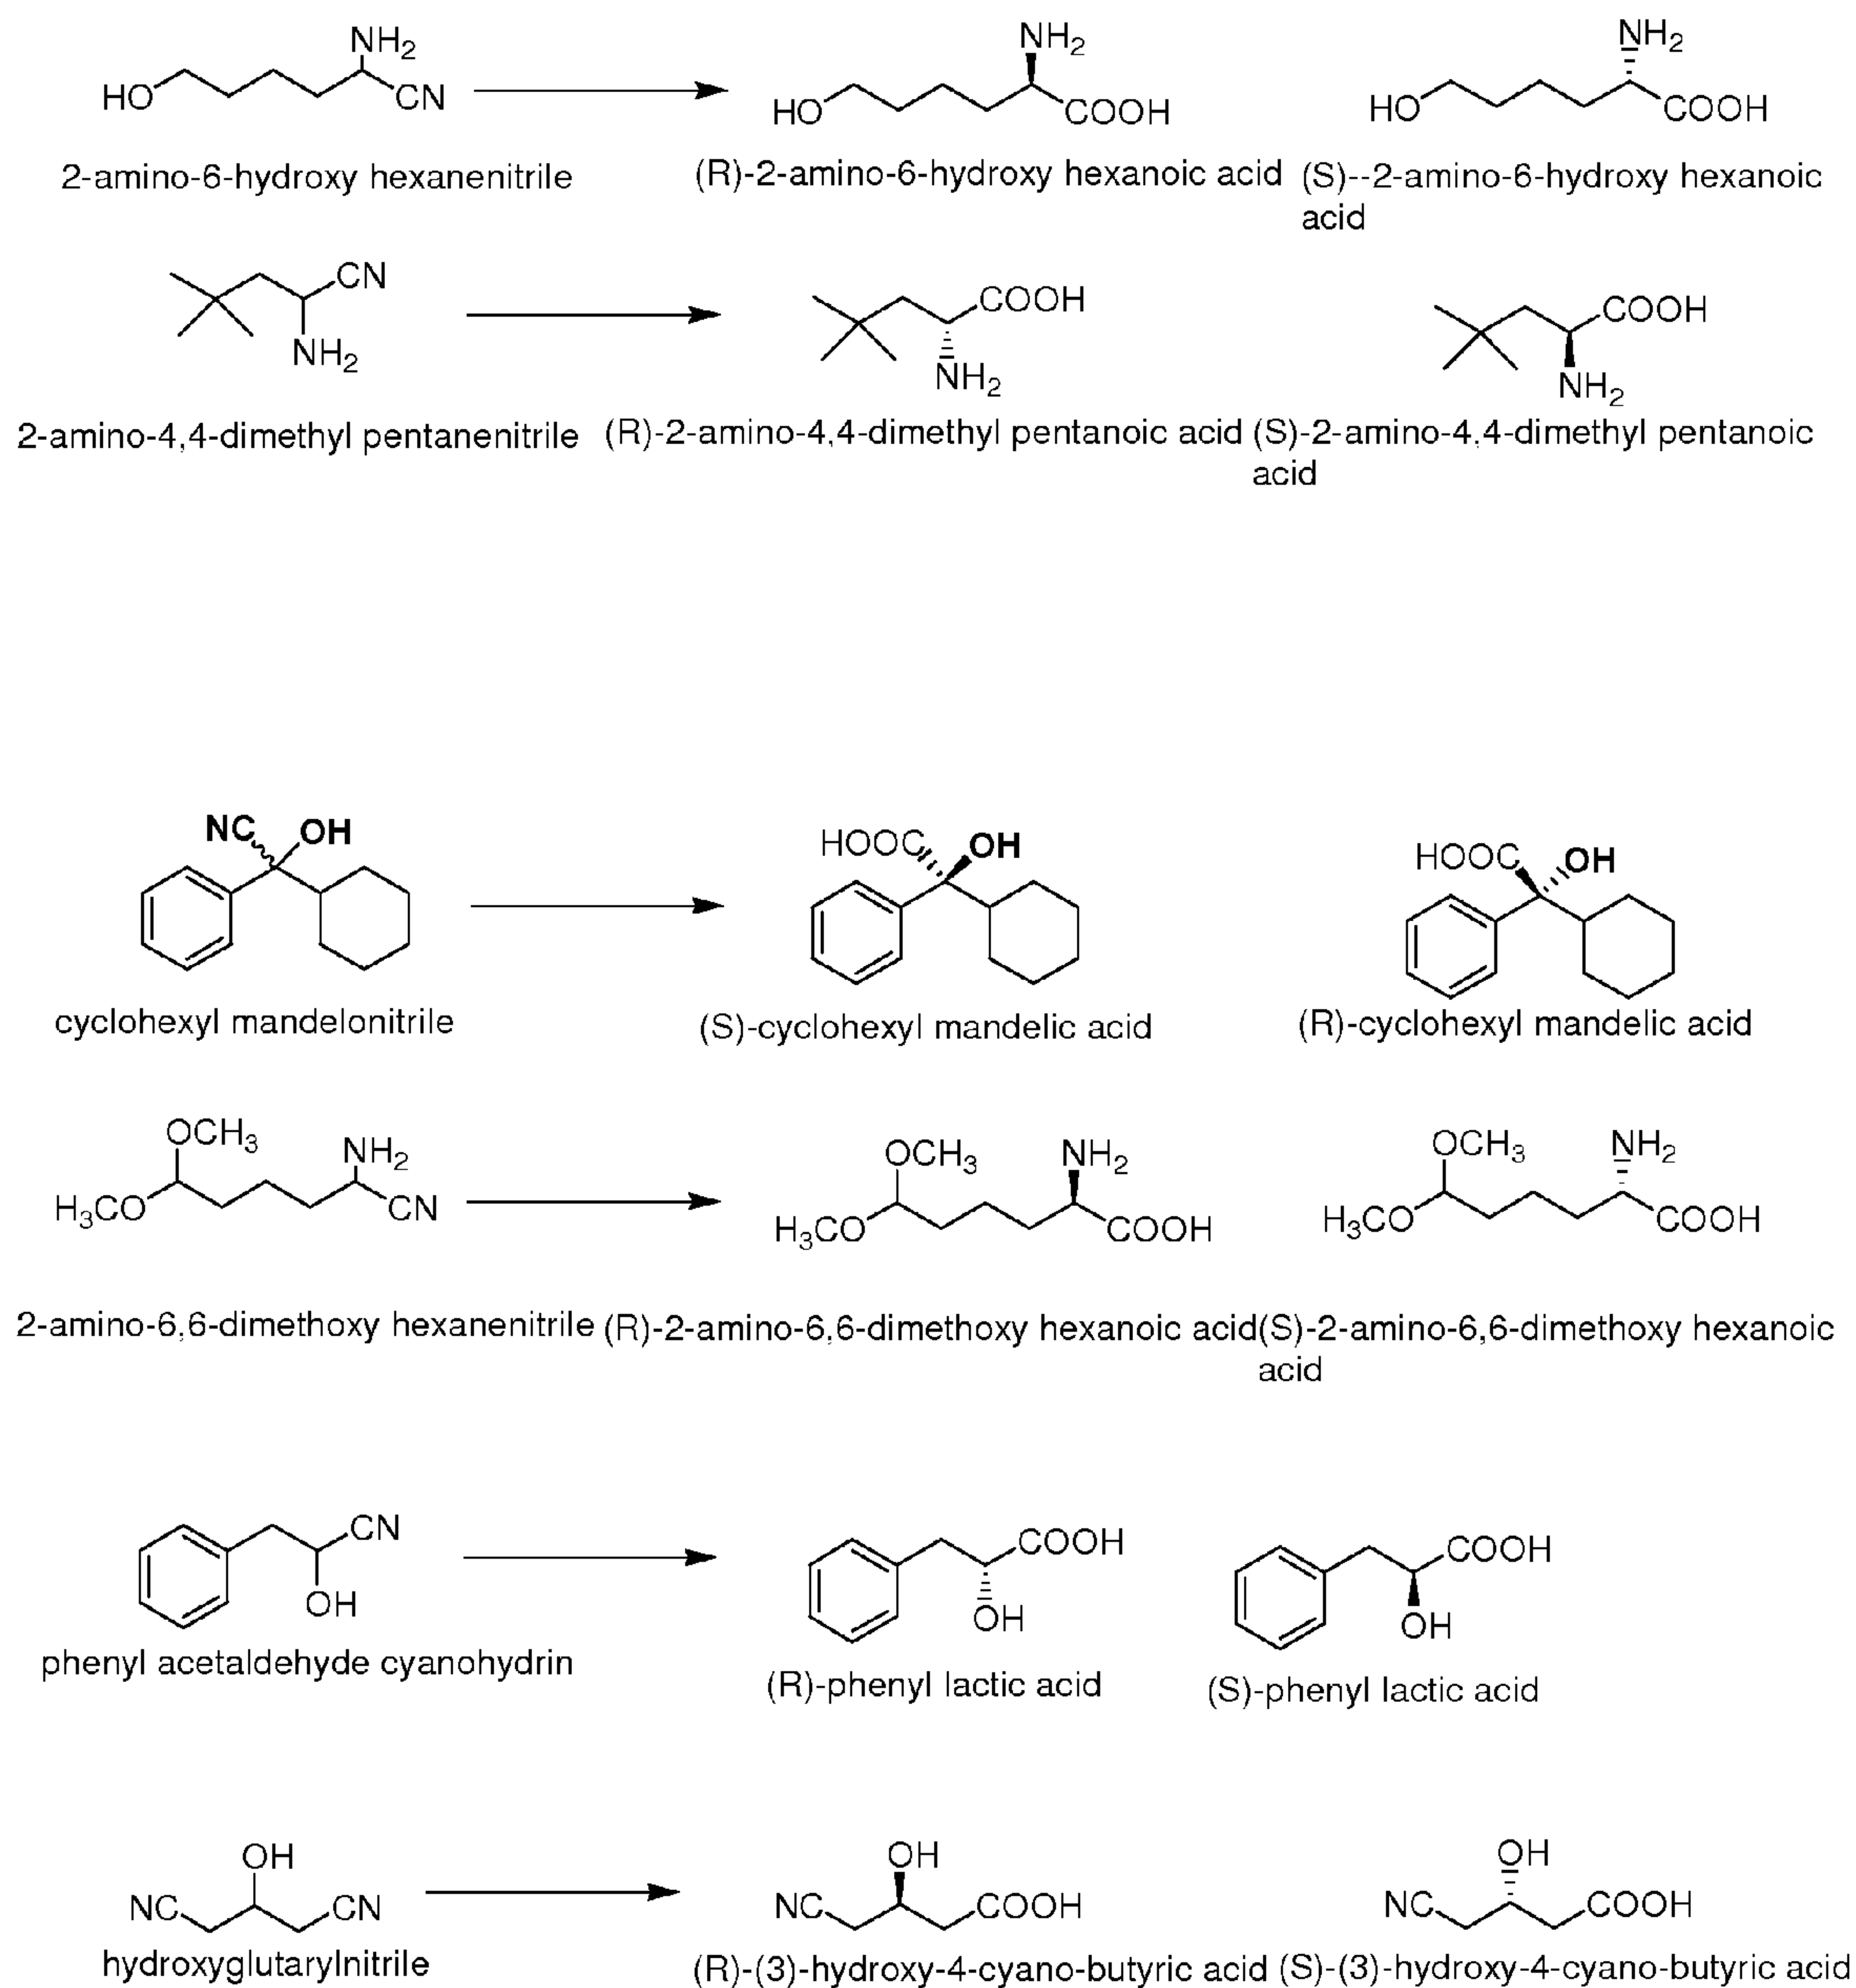 NH2 NH2 NH2
HO CN HO COOH HO COOH
2-amino-6-hydroxy hexanenitrile (R)-2-amino-6-hydroxy hexanoic acid (S)--2-amino-6-hydroxy hexanoic
acid
CN COOH COOH
NH2 NH2 NH2
2-amino-4,4-dimethyl pentanenitrile (R)-2-amino-4,4-dimethyl pentanoic acid (S)-2-amino-4,4-dimethyl pentanoic
acid
NC OH HOOC OH HOOC OH
cyclohexyl mandelonitrile (S)-cyclohexyl mandelic acid (R)-cyclohexyl mandelic acid
OCH3 NH2 OCH3 NH2 OCH3 NH2
H3CO CN H3CO COOH H3CO COOH
2-amino-6,6-dimethoxy hexanenitrile (R)-2-amino-6,6-dimethoxy hexanoic acid(S)-2-amino-6,6-dimethoxy hexanoic
acid
CN COOH COOH
OH OH OH
phenyl acetaldehyde cyanohydrin (R)-phenyl lactic acid (S)-phenyl lactic acid
OH OH OH
NC CN NC COOH NC COOH
hydroxyglutarylnitrile (R)-(3)-hydroxy-4-cyano-butyric acid (S)-(3)-hydroxy-4-cyano-butyric acid